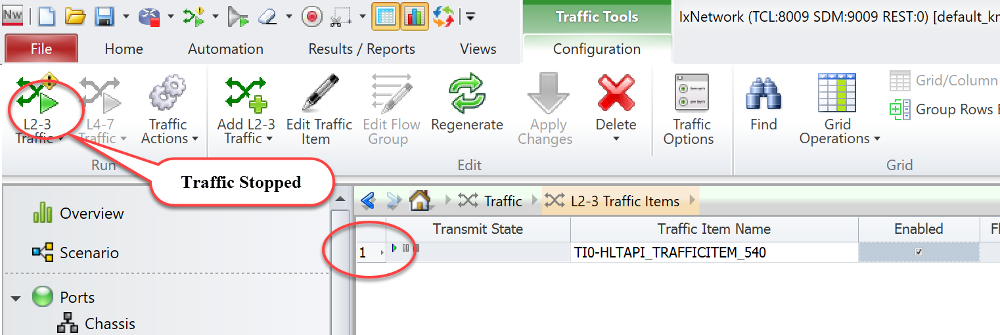 Nw
Traffic Tools
IxNetwork (TCL:8009 SDM:9009 REST:0) [default_kn
File
Home
Automation
Results / Reports
Views
Configuration
L2-3
Traffic
L4-7
Traffic
Traffic
Actions
Add L2-3
Traffic
Edit Traffic
Item
Edit Flow
Group
Regenerate
Apply
Changes
Delete
Traffic
Options
Find
Grid
Operations
Grid/Column
Group Rows
Run
Edit
Grid
Traffic Stopped
Overview
Scenario
Ports
Chassis
Traffic
L2-3 Traffic Items
Transmit State
Traffic Item Name
Enabled
1
TI0-HLTAPI_TRAFFICITEM_540